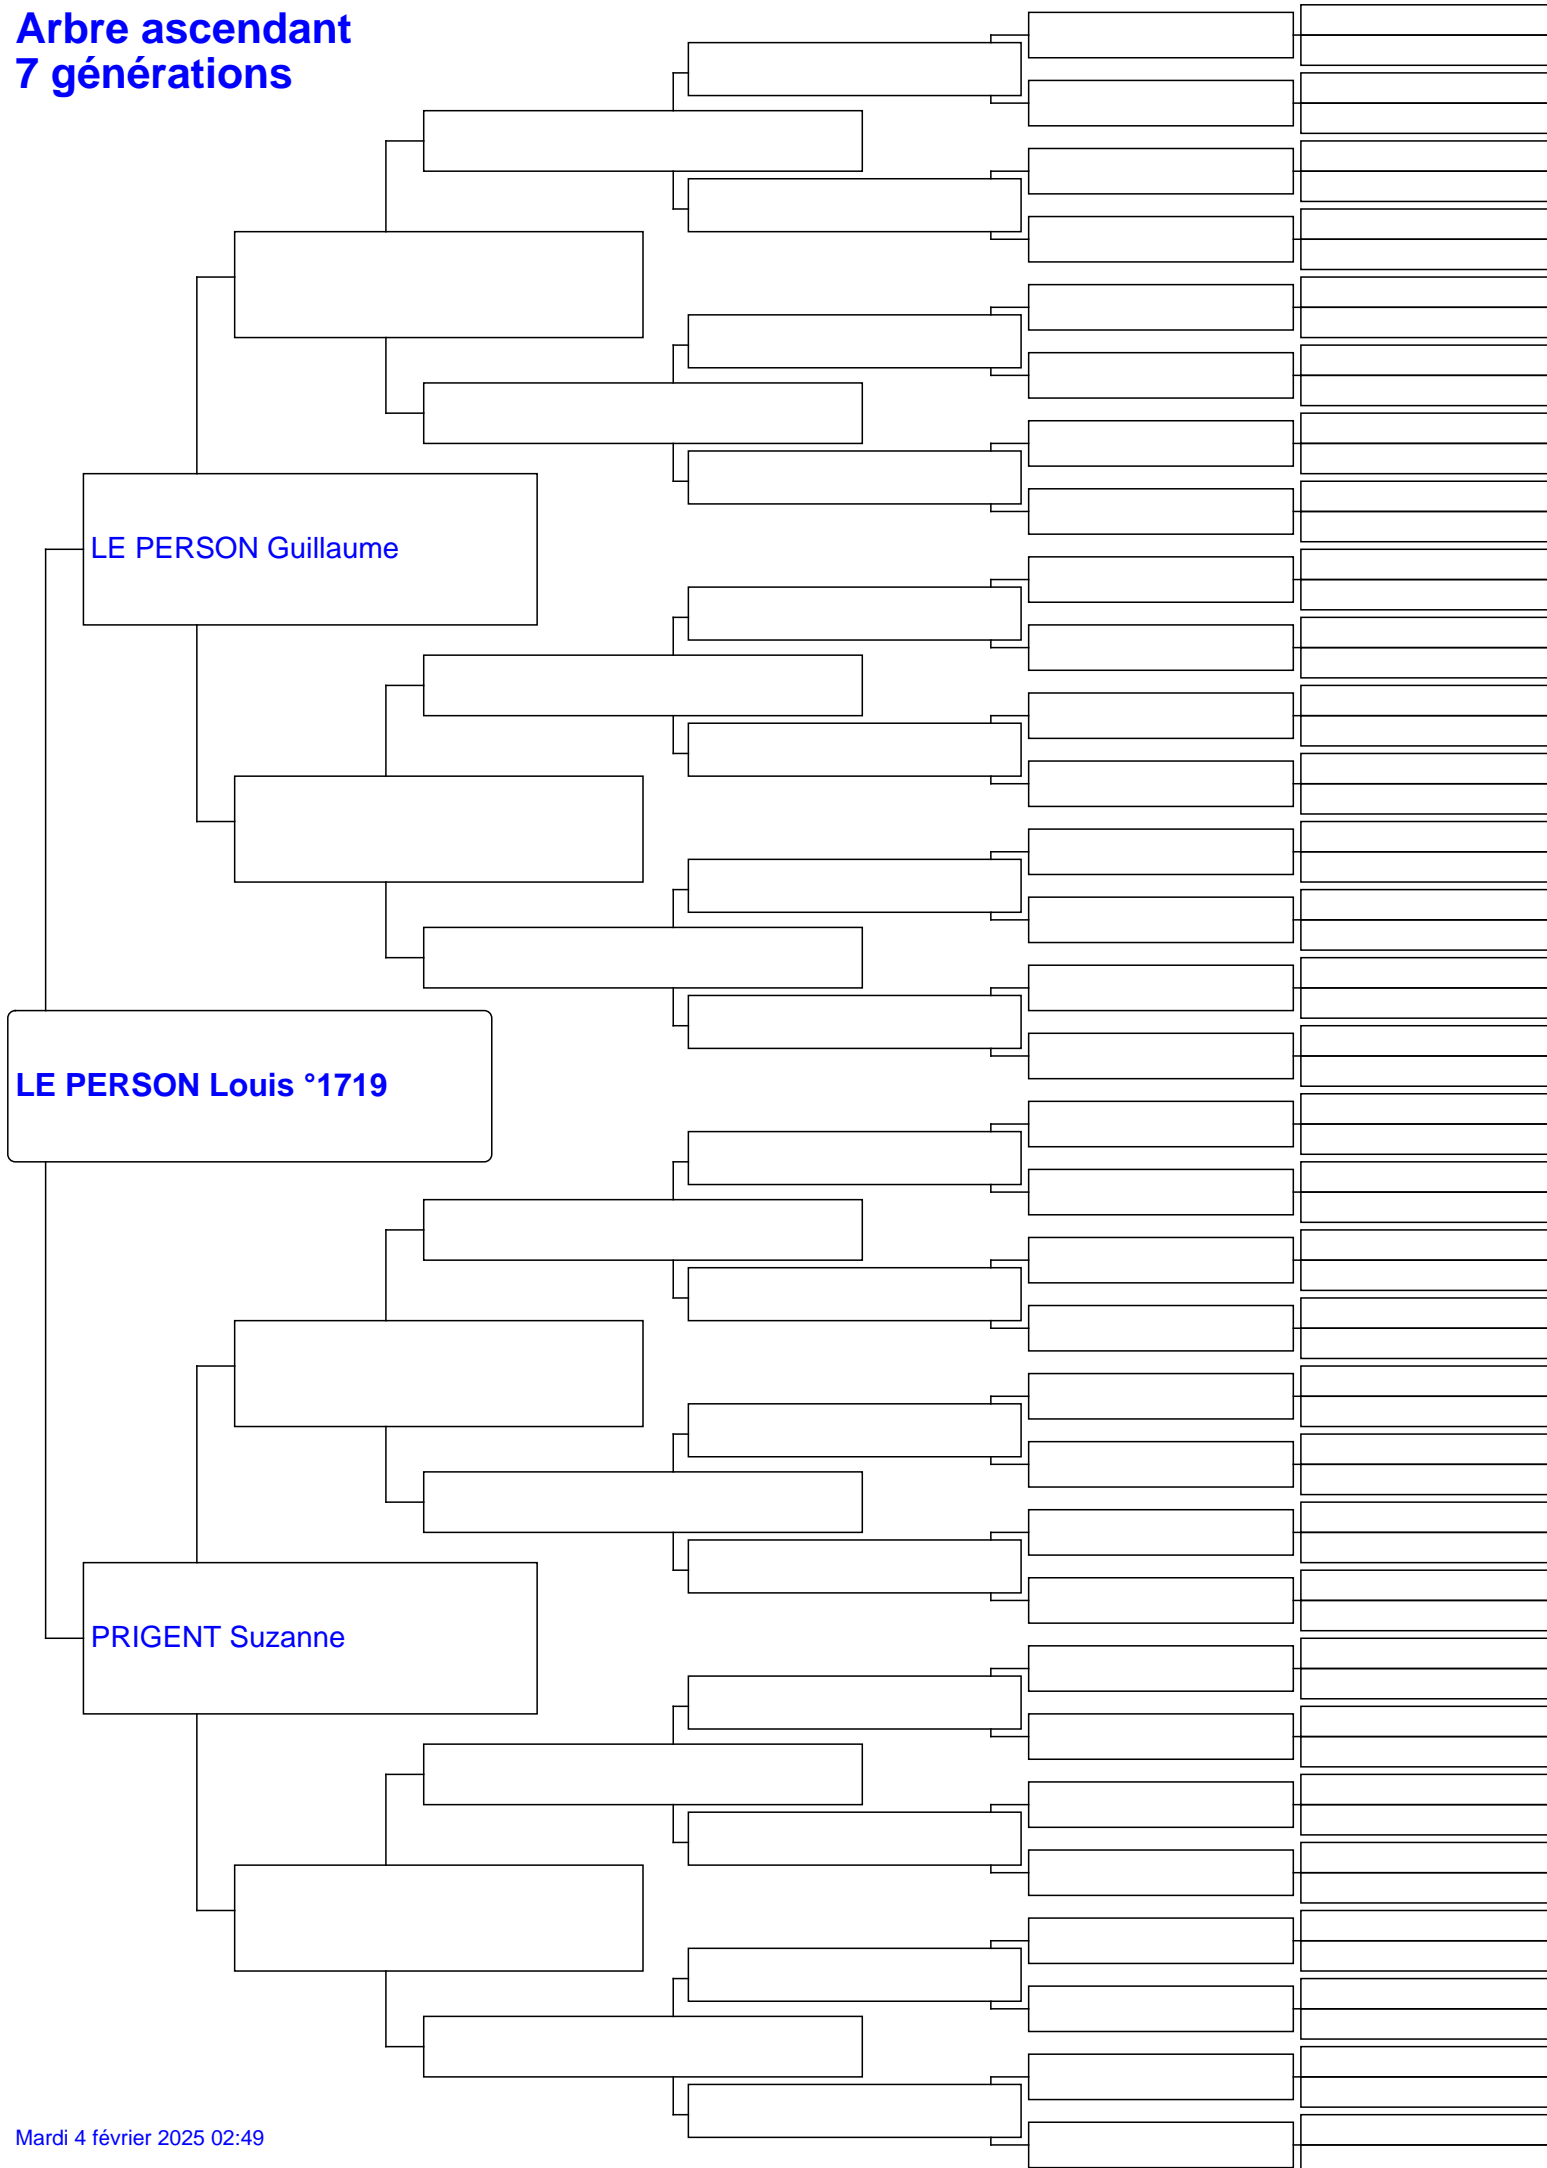 Arbre ascendant
7 générations
LE PERSON Guillaume
LE PERSON Louis °1719
PRIGENT Suzanne
Mardi 4 février 2025 02:49